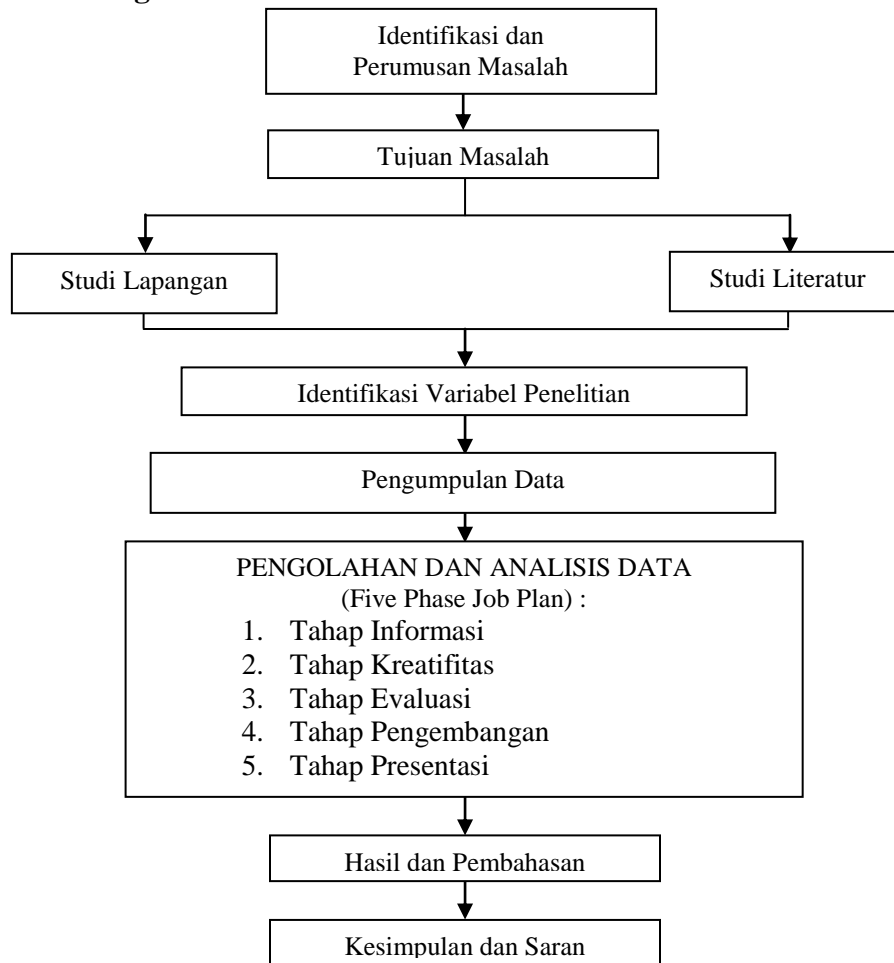 Identifikasi dan
Perumusan Masalah
Tujuan Masalah
Studi Lapangan
Studi Literatur
Identifikasi Variabel Penelitian
Pengumpulan Data
PENGOLAHAN DAN ANALISIS DATA
(Five Phase Job Plan) :
1. Tahap Informasi
2. Tahap Kreatifitas
3. Tahap Evaluasi
4. Tahap Pengembangan
5. Tahap Presentasi
Hasil dan Pembahasan
Kesimpulan dan Saran